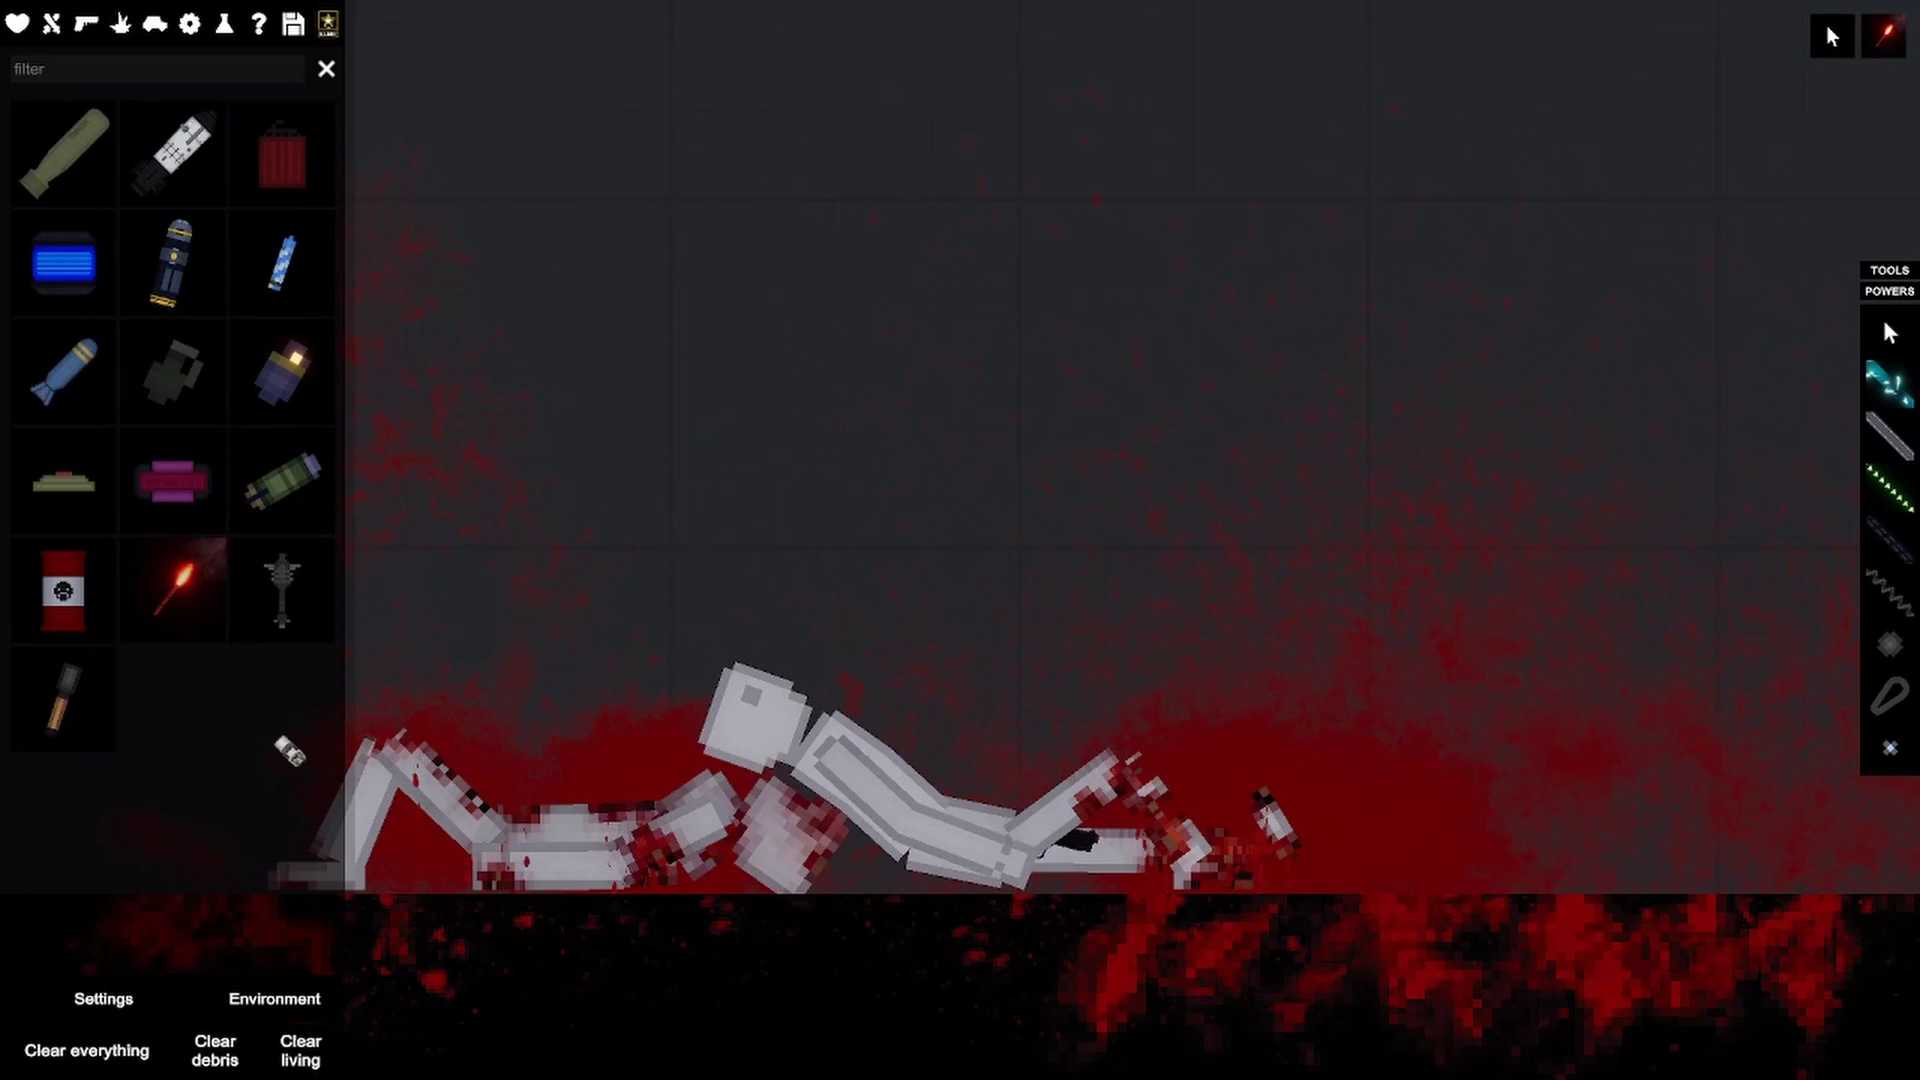 filter
TOOLS
POWERS
Settings
Environment
Clear everything
Clear
debris
Clear
living